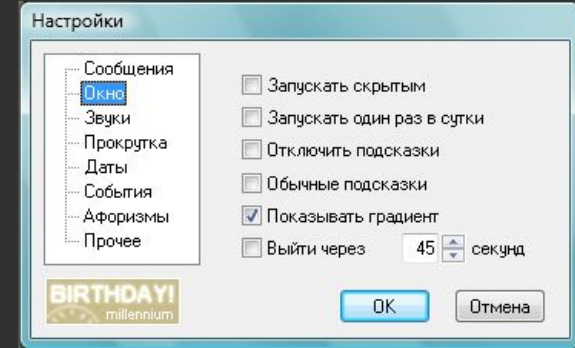 Настройки
Сообщения
Окно
Звуки
Прокрутка
Даты
События
Афоризмы
Прочее
Запускать скрытым
Запускать один раз в сутки
Отключить подсказки
Обычные подсказки
Показывать градиент
Выйти через 45 секунд
BIRTHDAY!
millennium
OK Отмена